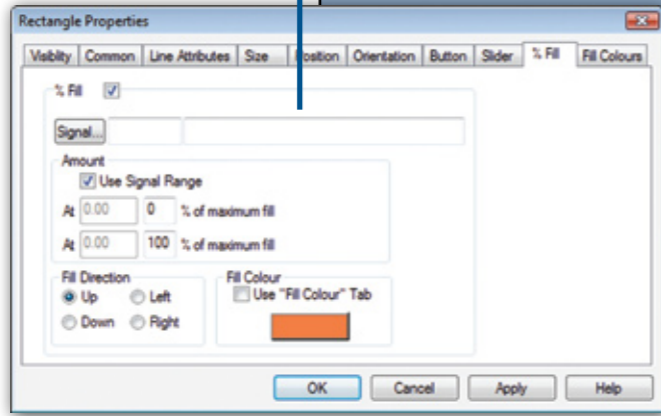 Rectangle Properties
Visiblity Common Line Attributes Size Position Orientation Button Slider % Fill Fill Colours
% Fill
Signal...
Amount
Use Signal Range
At 0.00 0 % of maximum fill
At 0.00 100 % of maximum fill
Fill Direction Fill Colour
Up Left Use "Fill Colour" Tab
Down Right
OK Cancel Apply Help